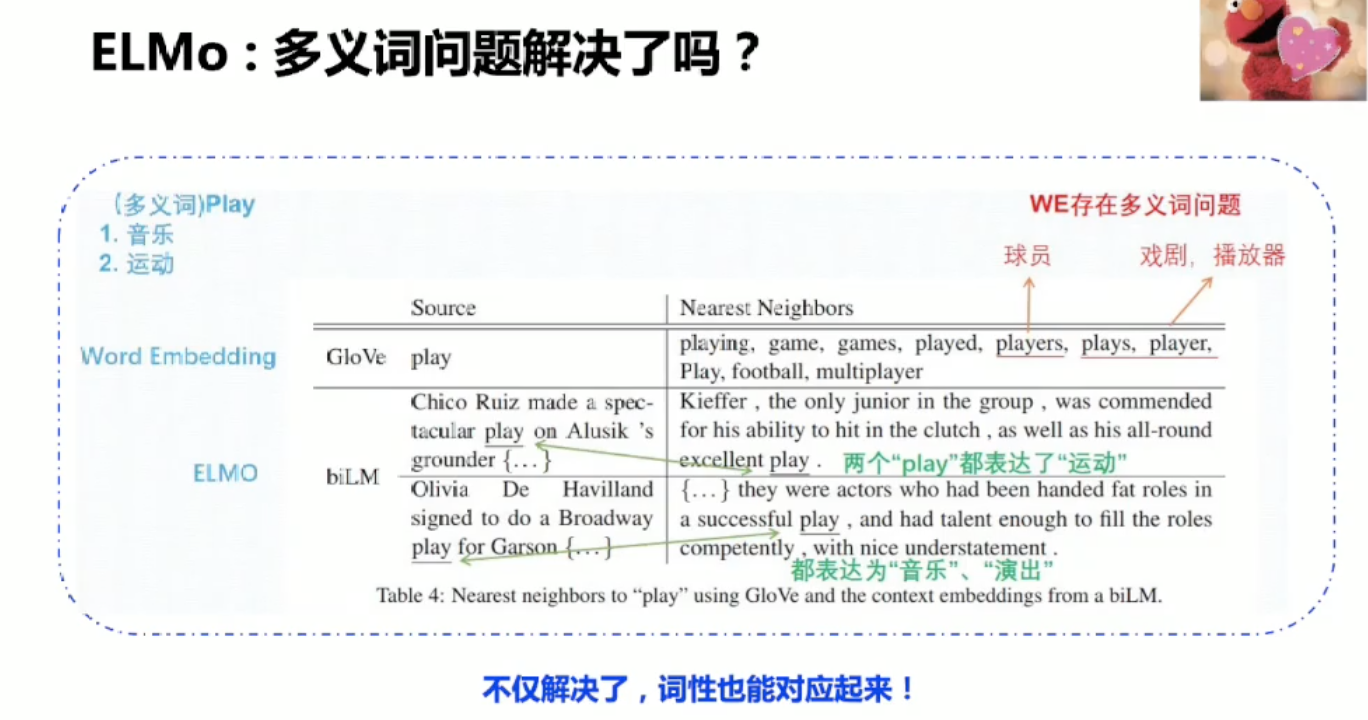 ELMo：多义词问题解决了吗？
(多义词)Play
1. 音乐
2. 运动
WE存在多义词问题
球员
戏剧，播放器
Source
Nearest Neighbors
Word Embedding
GloVe
play
playing, game, games, played, players, plays, player,
Play, football, multiplayer
ELMO
biLM
Chico Ruiz made a spec-
tacular play on Alusik 's
grounder {...}
Kieffer , the only junior in the group , was commended
for his ability to hit in the clutch , as well as his all-round
excellent play .
两个“play”都表达了“运动”
Olivia De Havilland
signed to do a Broadway
play for Garson {...}
{...} they were actors who had been handed fat roles in
a successful play , and had talent enough to fill the roles
competently , with nice understatement .
都表达为“音乐”、“演出”
Table 4: Nearest neighbors to “play” using GloVe and the context embeddings from a biLM.
不仅解决了，词性也能对应起来！